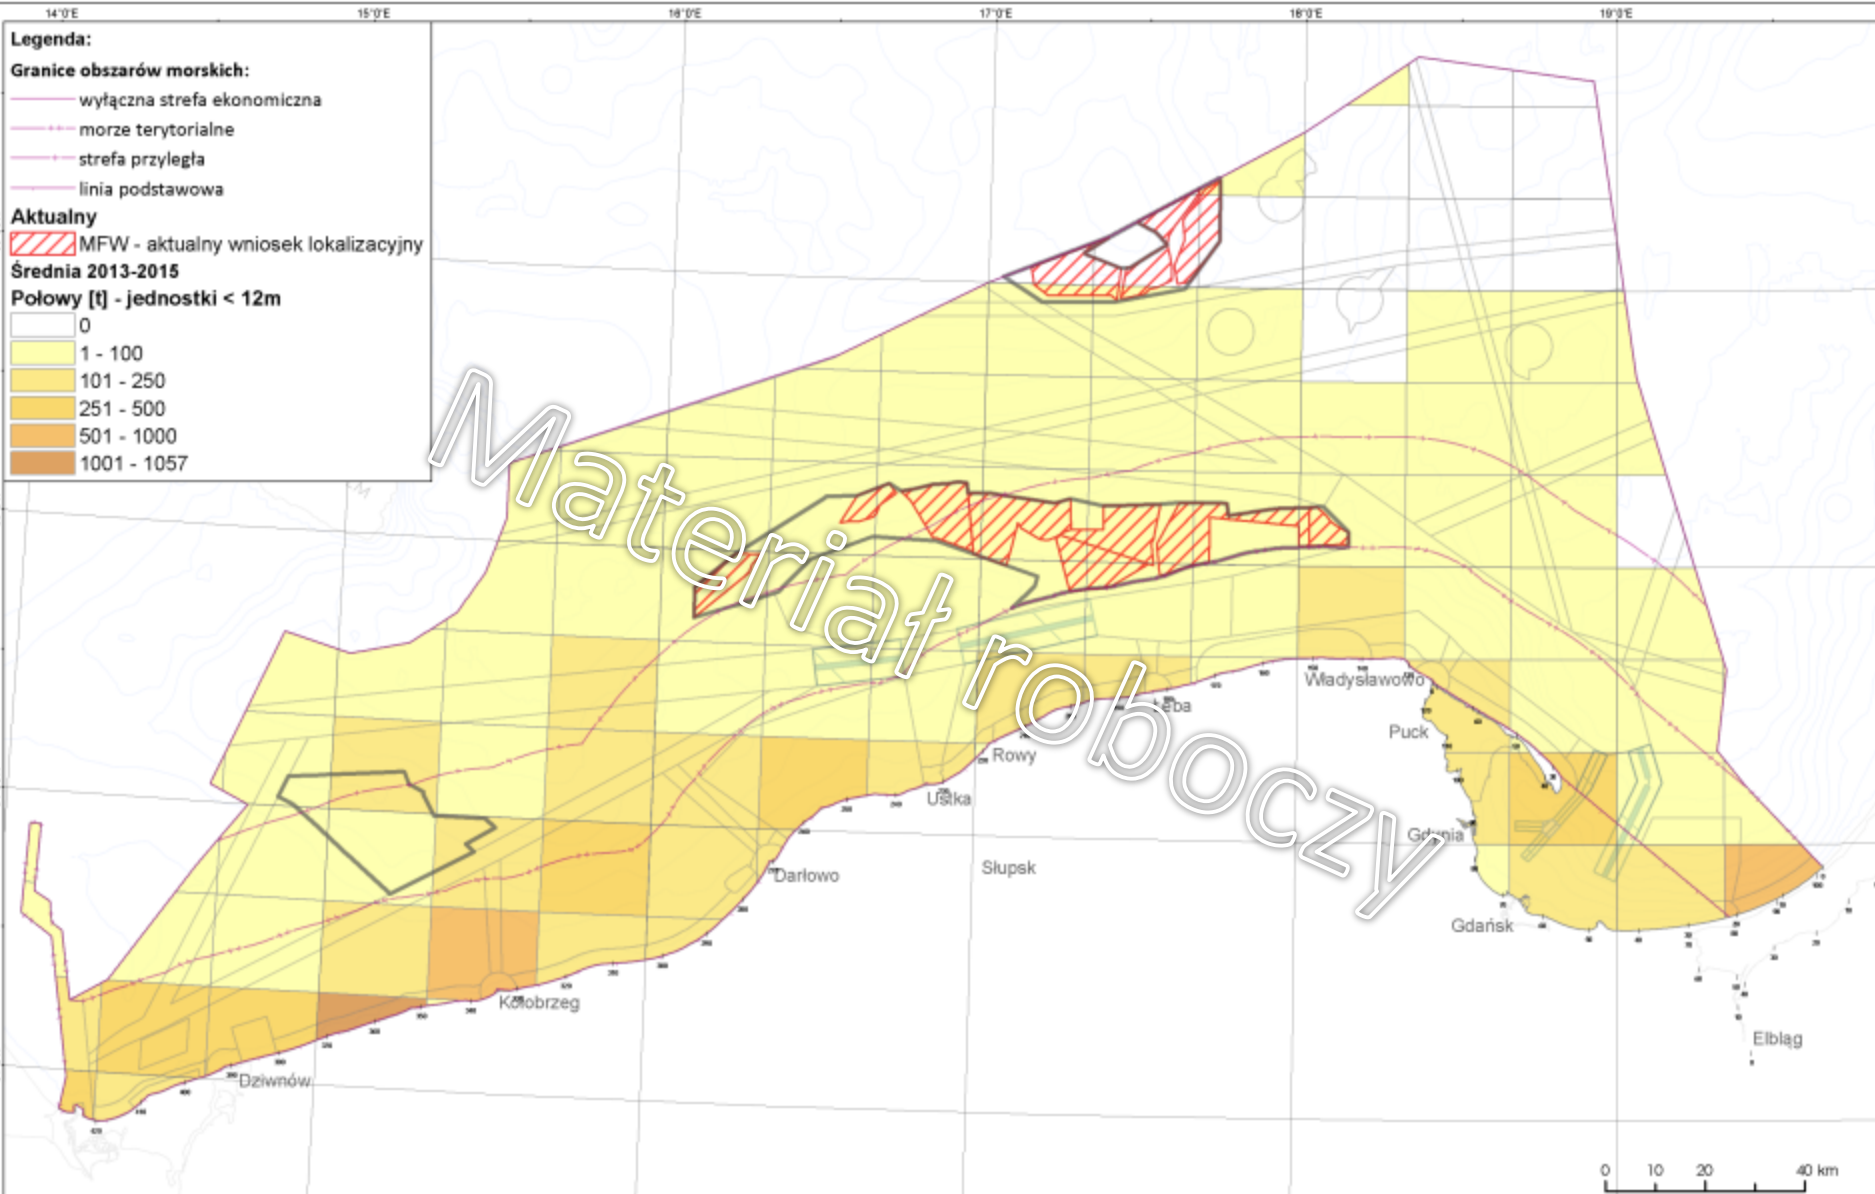 14°0'E 15°0'E 16°0'E 17°0'E 18°0'E 19°0'E
Legenda:
Granice obszarów morskich:
wyłączna strefa ekonomiczna
morze terytorialne
strefa przyległa
linia podstawowa
Aktualny
MFW - aktualny wniosek lokalizacyjny
Średnia 2013-2015
Połowy [t] - jednostki < 12m
0
1 - 100
101 - 250
251 - 500
501 - 1000
1001 - 1057
Materiał roboczy
Władysławowo
Łeba
Puck
Rowy
Ustka
Gdynia
Słupsk
Darłowo
Gdańsk
Kołobrzeg
Elbląg
Dziwnów
0 10 20 40 km